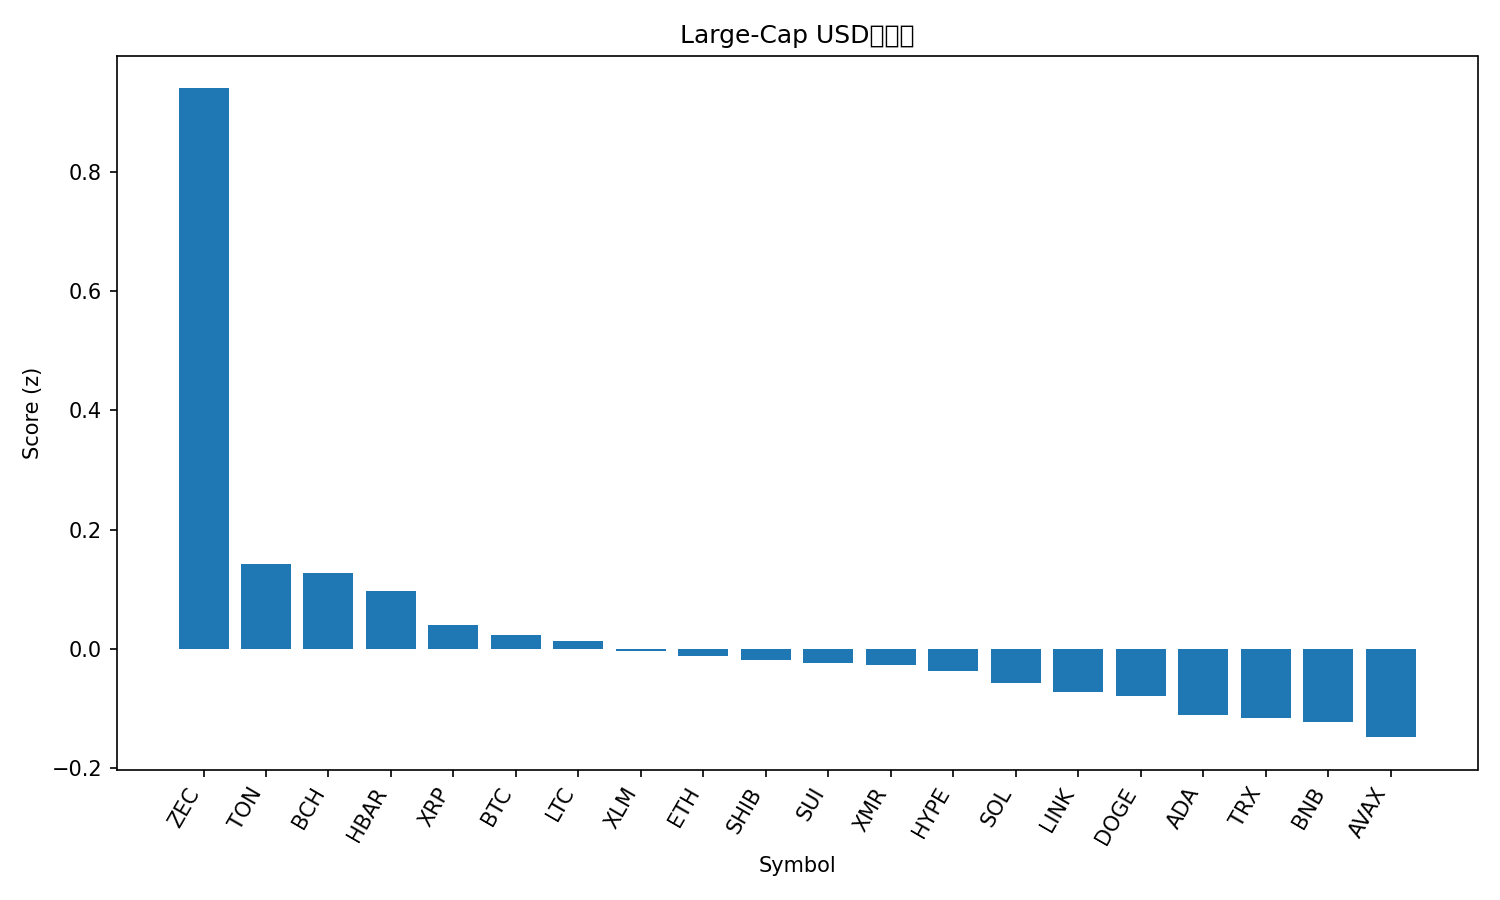 Large-Cap USD
Score (z)
0.8
0.6
0.4
0.2
0.0
−0.2
ZEC
TON
BCH
HBAR
XRP
BTC
LTC
XLM
ETH
SHIB
SUI
XMR
HYPE
SOL
LINK
DOGE
ADA
TRX
BNB
AVAX
Symbol